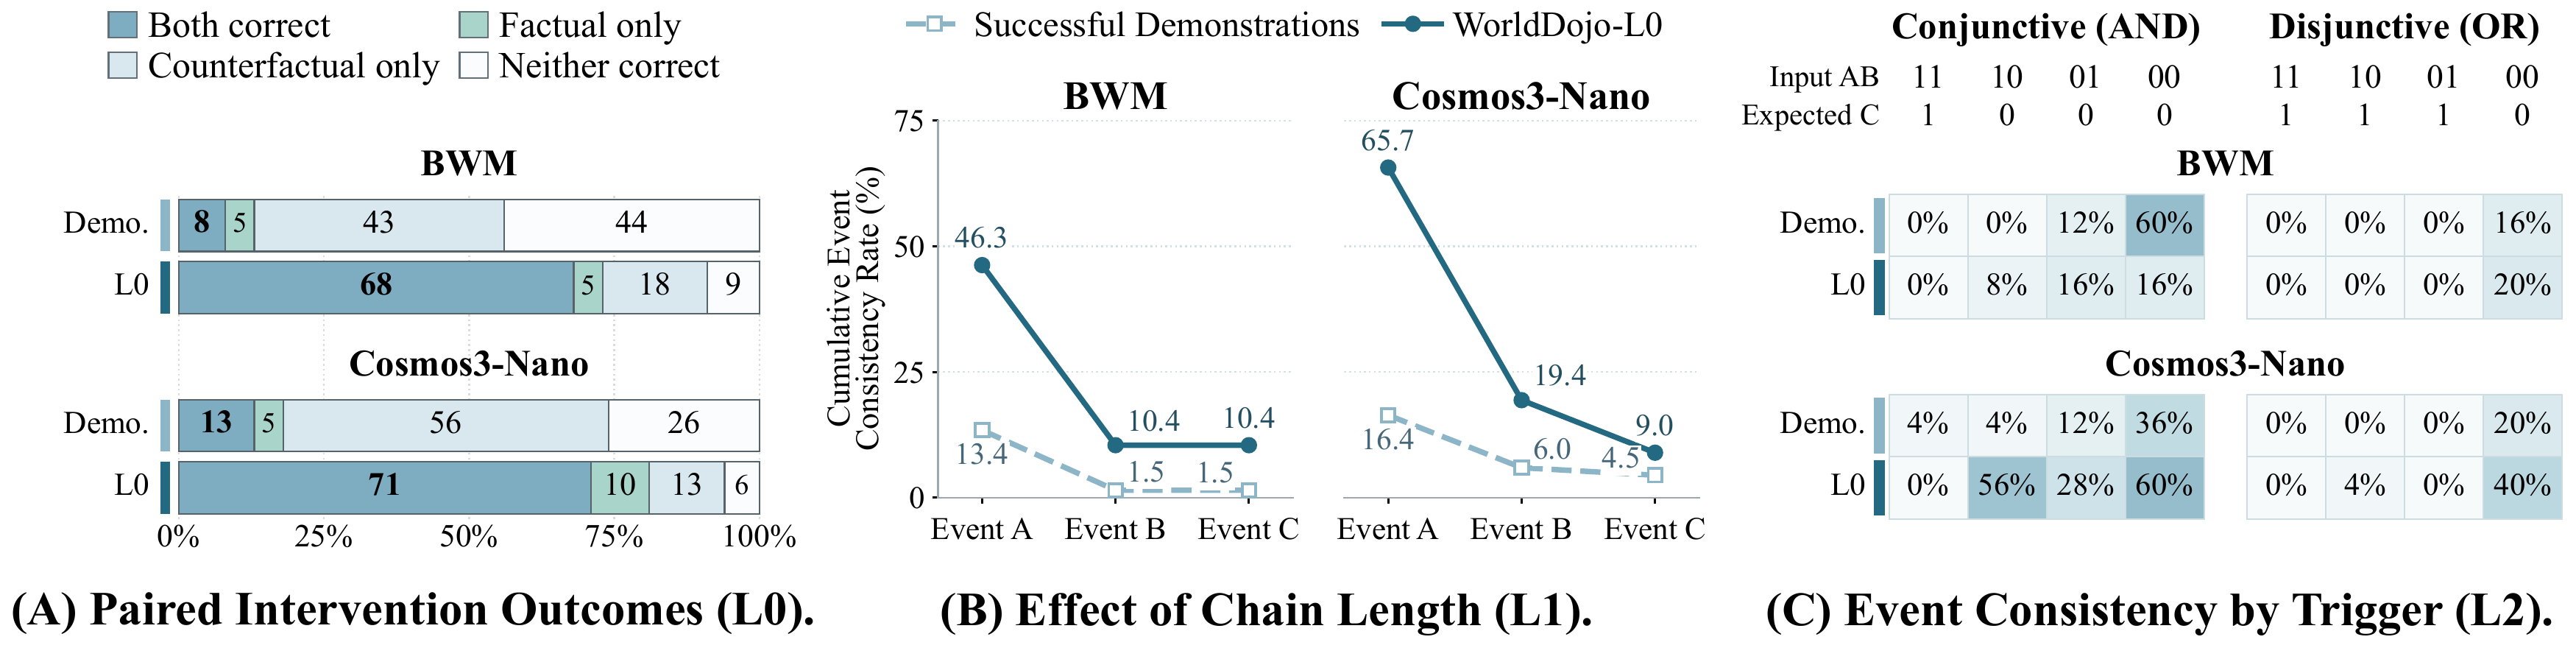 Both correct
Factual only
Counterfactual only
Neither correct
BWM
Demo. 8 5 43 44
L0 68 5 18 9
Cosmos3-Nano
Demo. 13 5 56 26
L0 71 10 13 6
0% 25% 50% 75% 100%
(A) Paired Intervention Outcomes (L0).
Successful Demonstrations
WorldDojo-L0
Cumulative Event
Consistency Rate (%)
75
50
25
0
BWM
46.3
10.4
10.4
13.4
1.5
1.5
Event A Event B Event C
Cosmos3-Nano
65.7
19.4
9.0
16.4
6.0
4.5
Event A Event B Event C
(B) Effect of Chain Length (L1).
Conjunctive (AND) Disjunctive (OR)
Input AB 11 10 01 00 11 10 01 00
Expected C 1 0 0 0 1 1 1 0
BWM
Demo. 0% 0% 12% 60% 0% 0% 0% 16%
L0 0% 8% 16% 16% 0% 0% 0% 20%
Cosmos3-Nano
Demo. 4% 4% 12% 36% 0% 0% 0% 20%
L0 0% 56% 28% 60% 0% 4% 0% 40%
(C) Event Consistency by Trigger (L2).